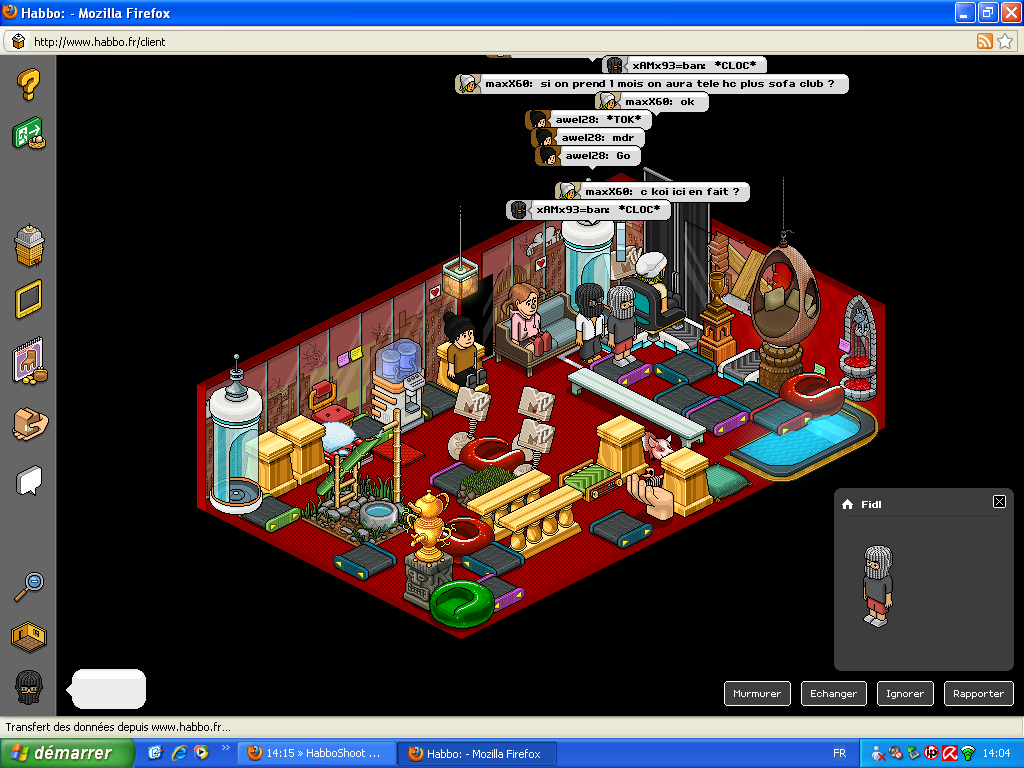 Habbo: - Mozilla Firefox
http://www.habbo.fr/client
xAMx93=ban: *CLOC*
maxX60: si on prend 1 mois on aura tele hc plus sofa club ?
maxX60: ok
awel28: *TOK*
awel28: mdr
awel28: Go
maxX60: c koi ici en fait ?
xAMx93=ban: *CLOC*
Fidl
Murmurer
Echanger
Ignorer
Rapporter
Transfert des données depuis www.habbo.fr...
démarrer
14:15 » HabboShoot ...
Habbo: - Mozilla Firefox
FR
14:04